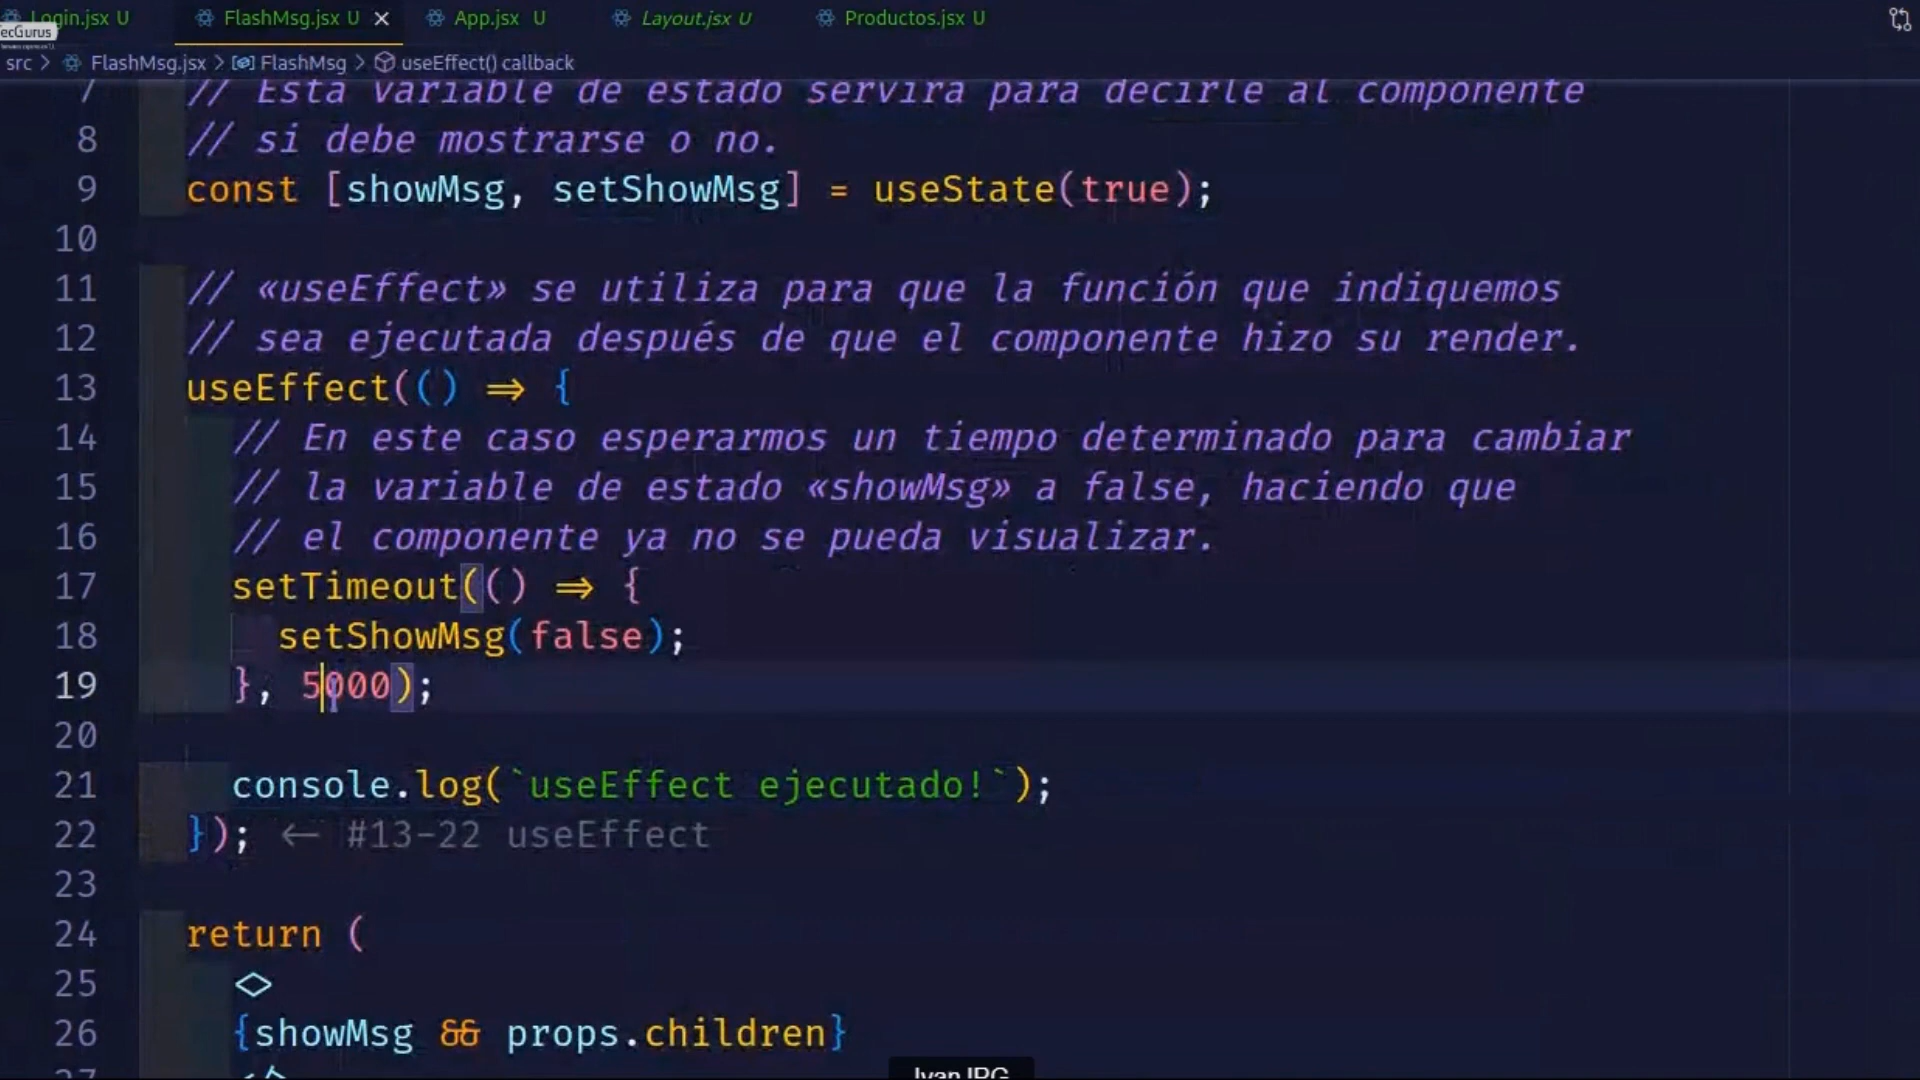 Login.jsx U
FlashMsg.jsx U
App.jsx U
Layout.jsx U
Productos.jsx U
ecGurus
src > FlashMsg.jsx > FlashMsg > useEffect() callback
7 // Esta variable de estado servirá para decirle al componente
8 // si debe mostrarse o no.
9 const [showMsg, setShowMsg] = useState(true);
10
11 // «useEffect» se utiliza para que la función que indiquemos
12 // sea ejecutada después de que el componente hizo su render.
13 useEffect(() => {
14 // En este caso esperarmos un tiempo determinado para cambiar
15 // la variable de estado «showMsg» a false, haciendo que
16 // el componente ya no se pueda visualizar.
17 setTimeout(() => {
18 setShowMsg(false);
19 }, 5000);
20
21 console.log(`useEffect ejecutado!`);
22 }); <- #13-22 useEffect
23
24 return (
25 <>
26 {showMsg && props.children}
27 </>
Ivan JPG